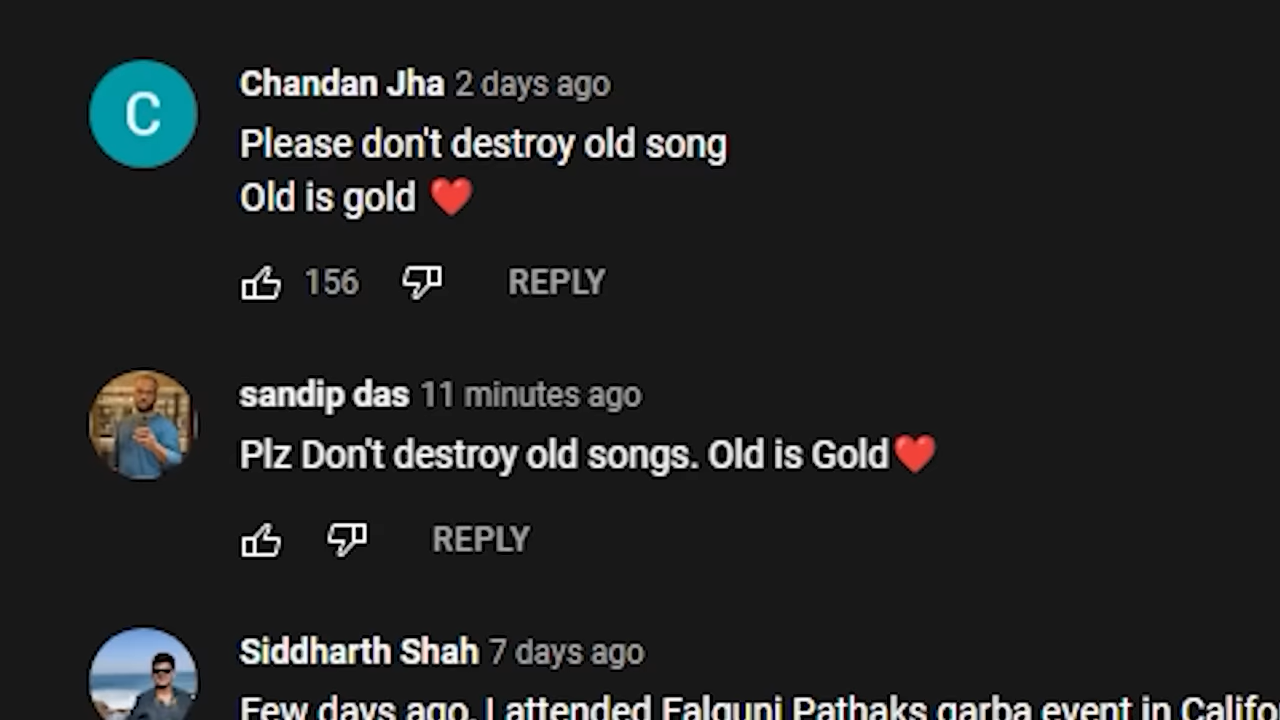 C
Chandan Jha 2 days ago
Please don't destroy old song
Old is gold ❤️
156 REPLY
sandip das 11 minutes ago
Plz Don't destroy old songs. Old is Gold❤️
REPLY
Siddharth Shah 7 days ago
Few days ago, I attended Falguni Pathaks garba event in Califo